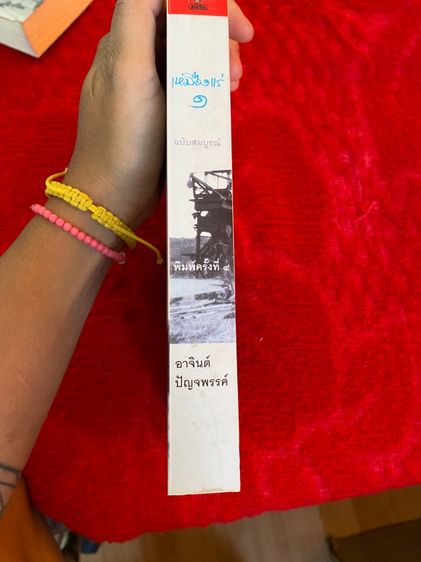 เหมืองแร่
๑
ฉบับสมบูรณ์
พิมพ์ครั้งที่ ๔
อาจินต์
ปัญจพรรค์